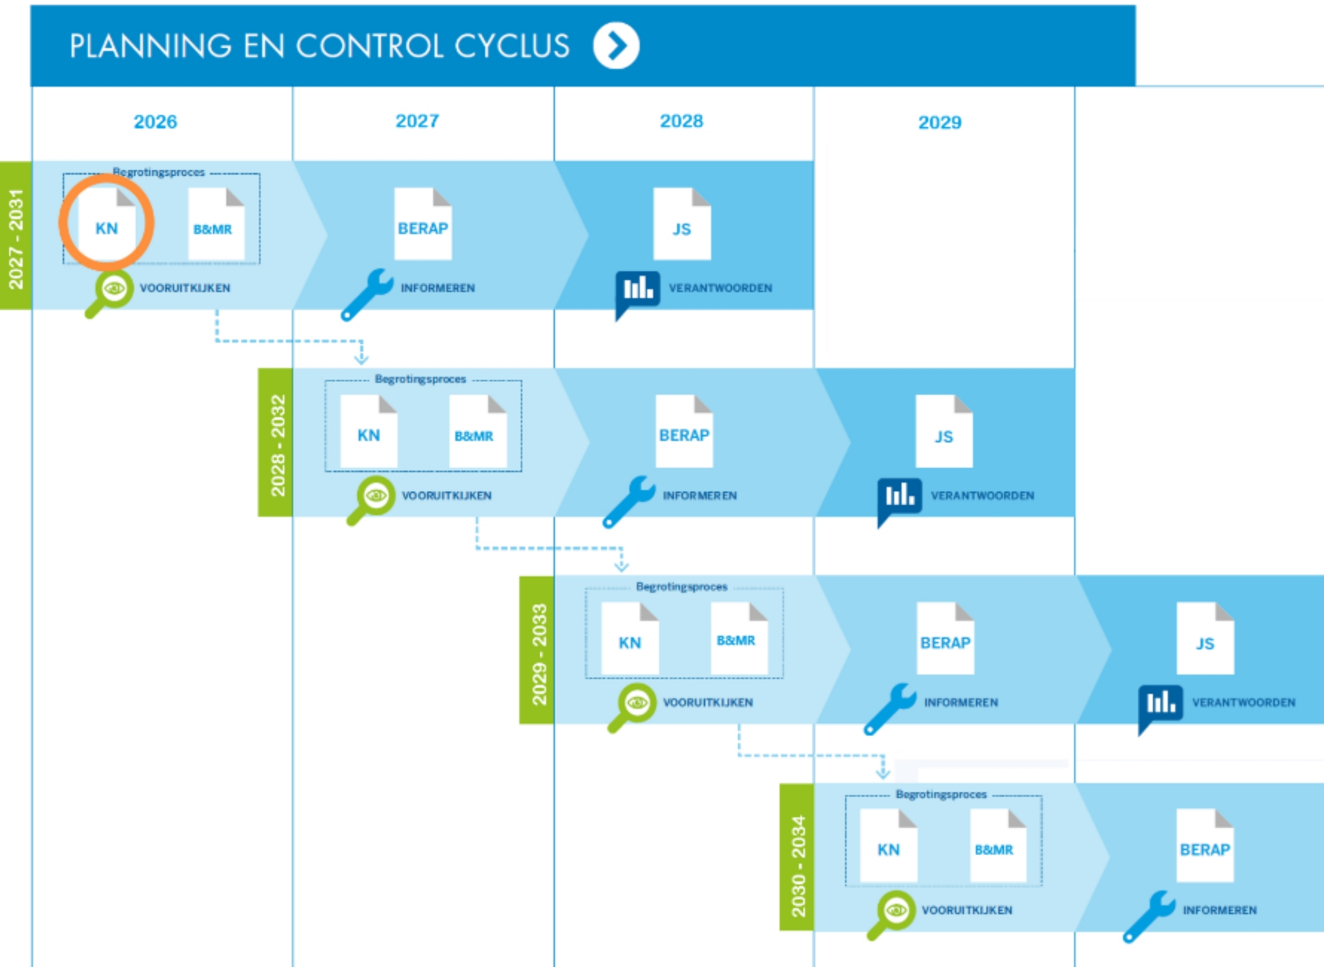 PLANNING EN CONTROL CYCLUS
2026 2027 2028 2029
2027 - 2031
Begrotingsproces
KN B&MR BERAP JS
VOORUITKIJKEN INFORMEREN VERANTWOORDEN
2028 - 2032
Begrotingsproces
KN B&MR BERAP JS
VOORUITKIJKEN INFORMEREN VERANTWOORDEN
2029 - 2033
Begrotingsproces
KN B&MR BERAP JS
VOORUITKIJKEN INFORMEREN VERANTWOORDEN
2030 - 2034
Begrotingsproces
KN B&MR BERAP
VOORUITKIJKEN INFORMEREN